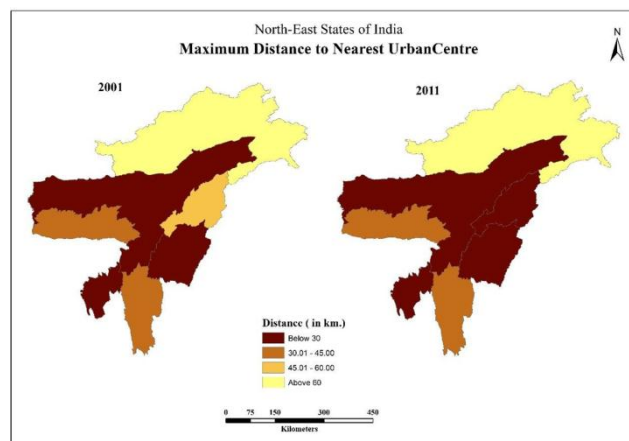 North-East States of India
Maximum Distance to Nearest UrbanCentre
N
2001
2011
Distance ( in km.)
Below 30
30.01 - 45.00
45.01 - 60.00
Above 60
0 75 150 300 450
Kilometers